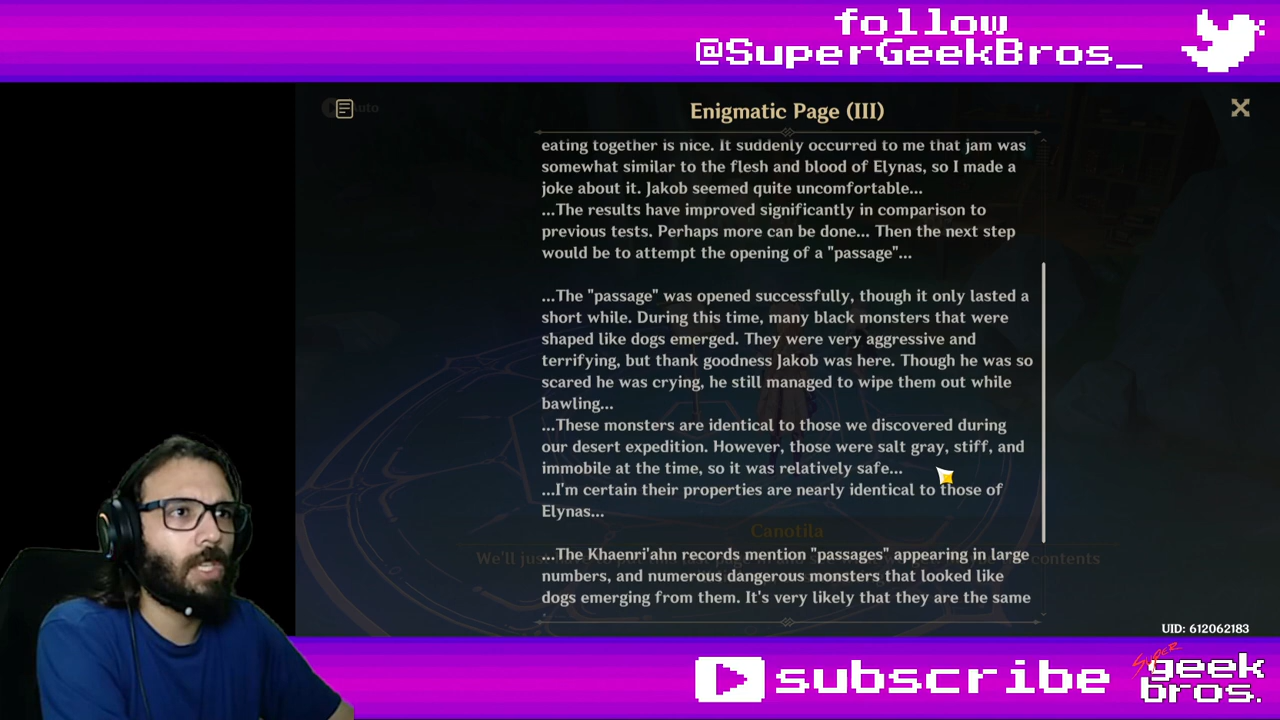 follow
@SuperGeekBros_
Auto
Enigmatic Page (III)
eating together is nice. It suddenly occurred to me that jam was
somewhat similar to the flesh and blood of Elynas, so I made a
joke about it. Jakob seemed quite uncomfortable...
...The results have improved significantly in comparison to
previous tests. Perhaps more can be done... Then the next step
would be to attempt the opening of a "passage"...
...The "passage" was opened successfully, though it only lasted a
short while. During this time, many black monsters that were
shaped like dogs emerged. They were very aggressive and
terrifying, but thank goodness Jakob was here. Though he was so
scared he was crying, he still managed to wipe them out while
bawling...
...These monsters are identical to those we discovered during
our desert expedition. However, those were salt gray, stiff, and
immobile at the time, so it was relatively safe...
...I'm certain their properties are nearly identical to those of
Elynas...
Canotila
We'll just contents
...The Khaenri'ahn records mention "passages" appearing in large
numbers, and numerous dangerous monsters that looked like
dogs emerging from them. It's very likely that they are the same
UID: 612062183
subscribe
Super
geek
bros.